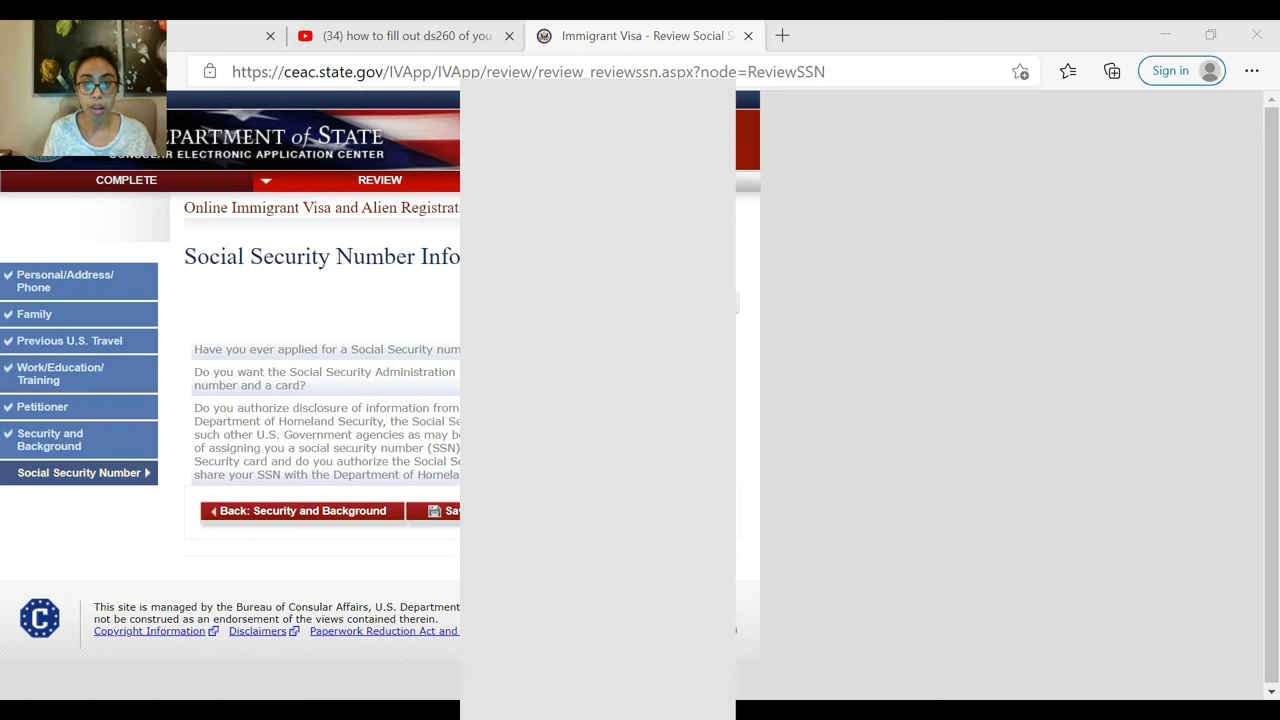 (34) how to fill out ds260 of you
Immigrant Visa - Review Social S
https://ceac.state.gov/IVApp/IVApp/review/review_reviewssn.aspx?node=ReviewSSN
Sign in
DEPARTMENT of STATE
CONSULAR ELECTRONIC APPLICATION CENTER
COMPLETE
REVIEW
Online Immigrant Visa and Alien Registrat
Social Security Number Info
Personal/Address/
Phone
Family
Previous U.S. Travel
Work/Education/
Training
Petitioner
Security and
Background
Social Security Number
Have you ever applied for a Social Security num
Do you want the Social Security Administration
number and a card?
Do you authorize disclosure of information from
Department of Homeland Security, the Social Se
such other U.S. Government agencies as may be
of assigning you a social security number (SSN)
Security card and do you authorize the Social Se
share your SSN with the Department of Homela
Back: Security and Background
Sav
This site is managed by the Bureau of Consular Affairs, U.S. Department
not be construed as an endorsement of the views contained therein.
Copyright Information
Disclaimers
Paperwork Reduction Act and
C